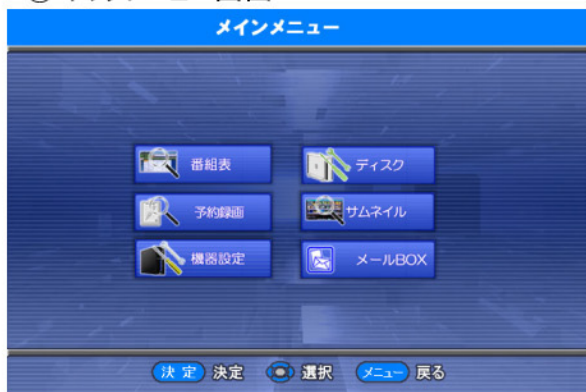 メインメニュー
番組表 ディスク
予約録画 サムネイル
機器設定 メールBOX
決定 決定 選択 メニュー 戻る